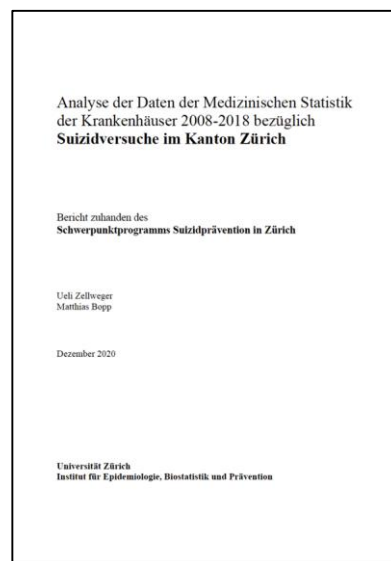 Analyse der Daten der Medizinischen Statistik
der Krankenhäuser 2008-2018 bezüglich
Suizidversuche im Kanton Zürich
Bericht zuhanden des
Schwerpunktprogramms Suizidprävention in Zürich
Ueli Zellweger
Matthias Bopp
Dezember 2020
Universität Zürich
Institut für Epidemiologie, Biostatistik und Prävention